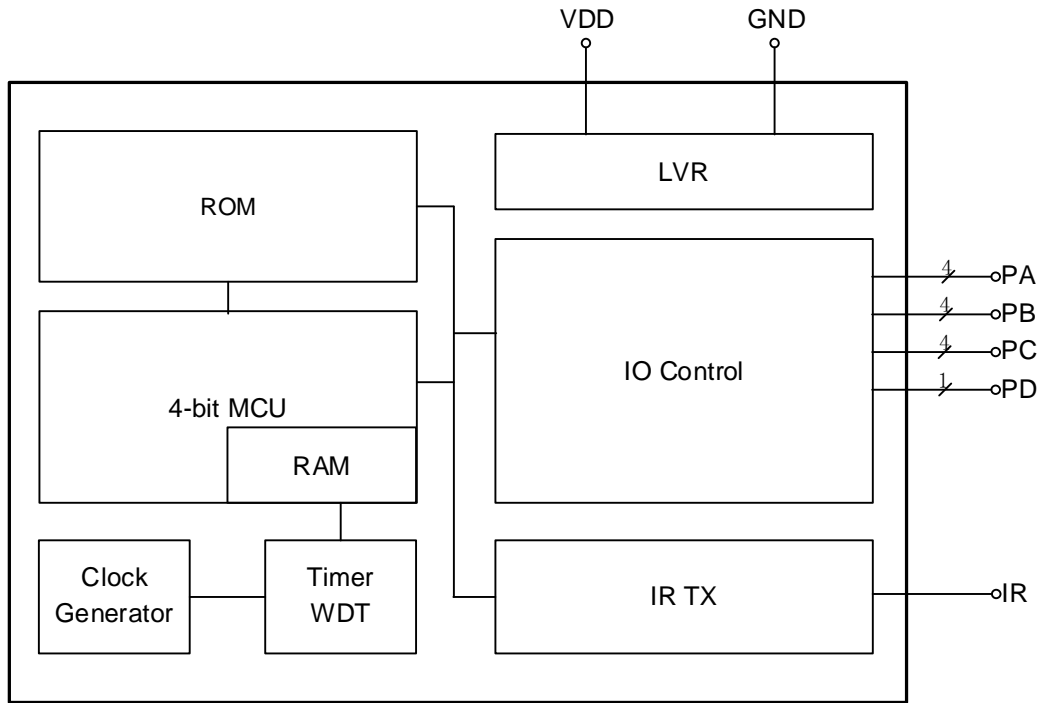 VDD
GND
ROM
LVR
4-bit MCU
RAM
IO Control
4
PA
4
PB
4
PC
1
PD
Clock
Generator
Timer
WDT
IR TX
IR